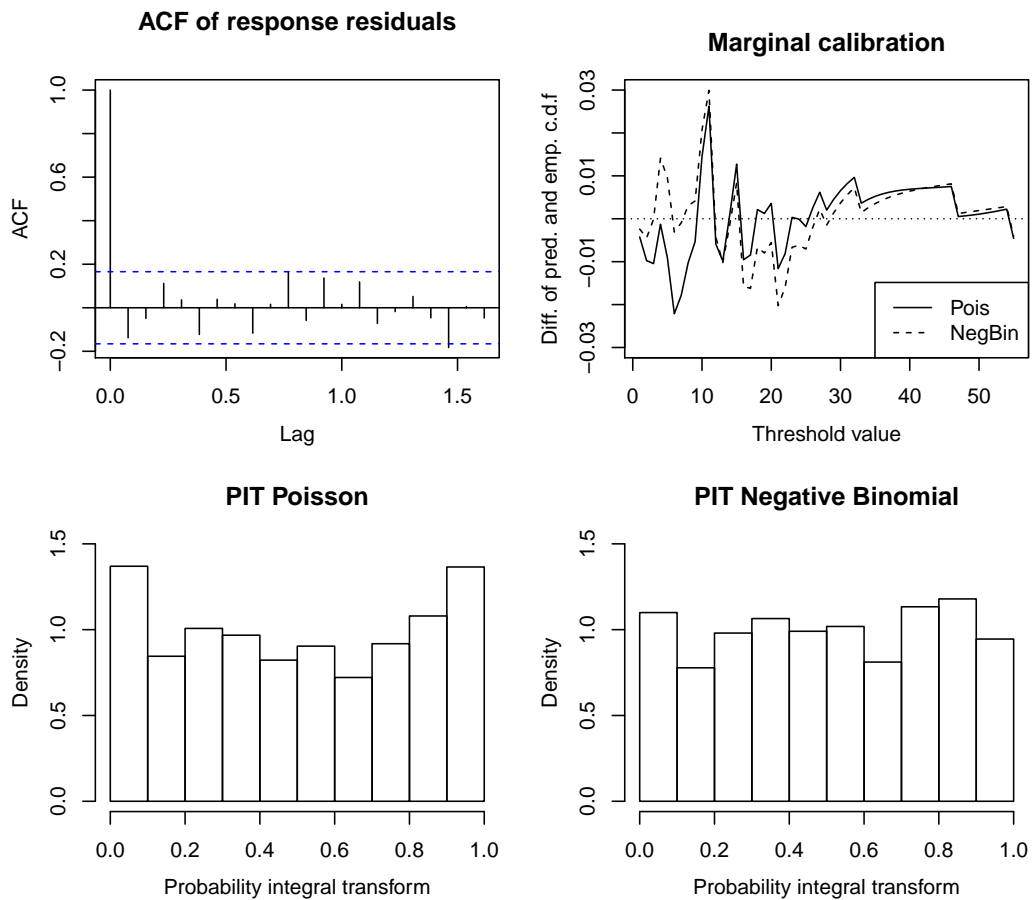 ACF of response residuals
1.0
0.6
0.2
−0.2
ACF
0.0 0.5 1.0 1.5
Lag
Marginal calibration
0.03
0.01
−0.01
−0.03
Diff. of pred. and emp. c.d.f
Pois
NegBin
0 10 20 30 40 50
Threshold value
PIT Poisson
1.5
1.0
0.5
0.0
Density
0.0 0.2 0.4 0.6 0.8 1.0
Probability integral transform
PIT Negative Binomial
1.5
1.0
0.5
0.0
Density
0.0 0.2 0.4 0.6 0.8 1.0
Probability integral transform